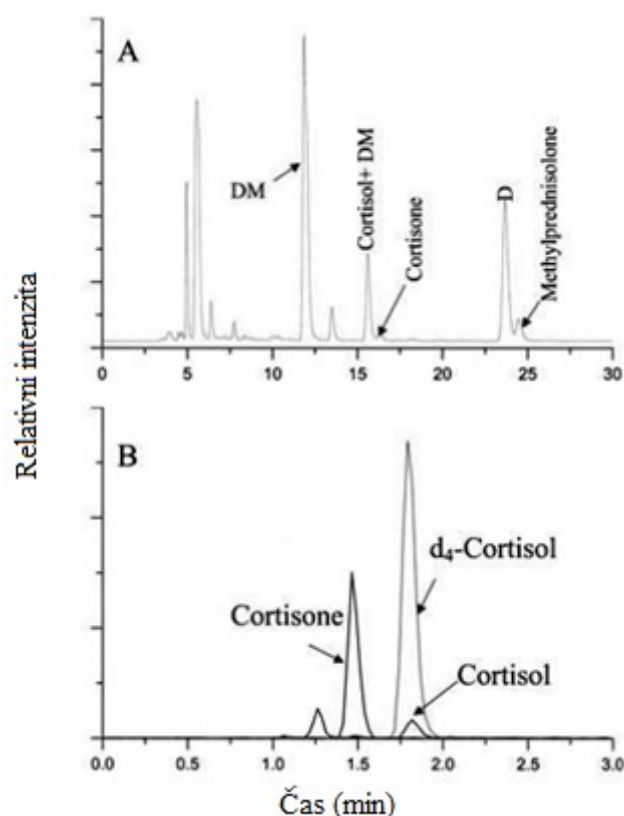 A
DM
Cortisol+ DM
Cortisone
D
Methylprednisolone
0
5
10
15
20
25
30
Relativni intenzita
B
d₄-Cortisol
Cortisone
Cortisol
0.0
0.5
1.0
1.5
2.0
2.5
3.0
Čas (min)